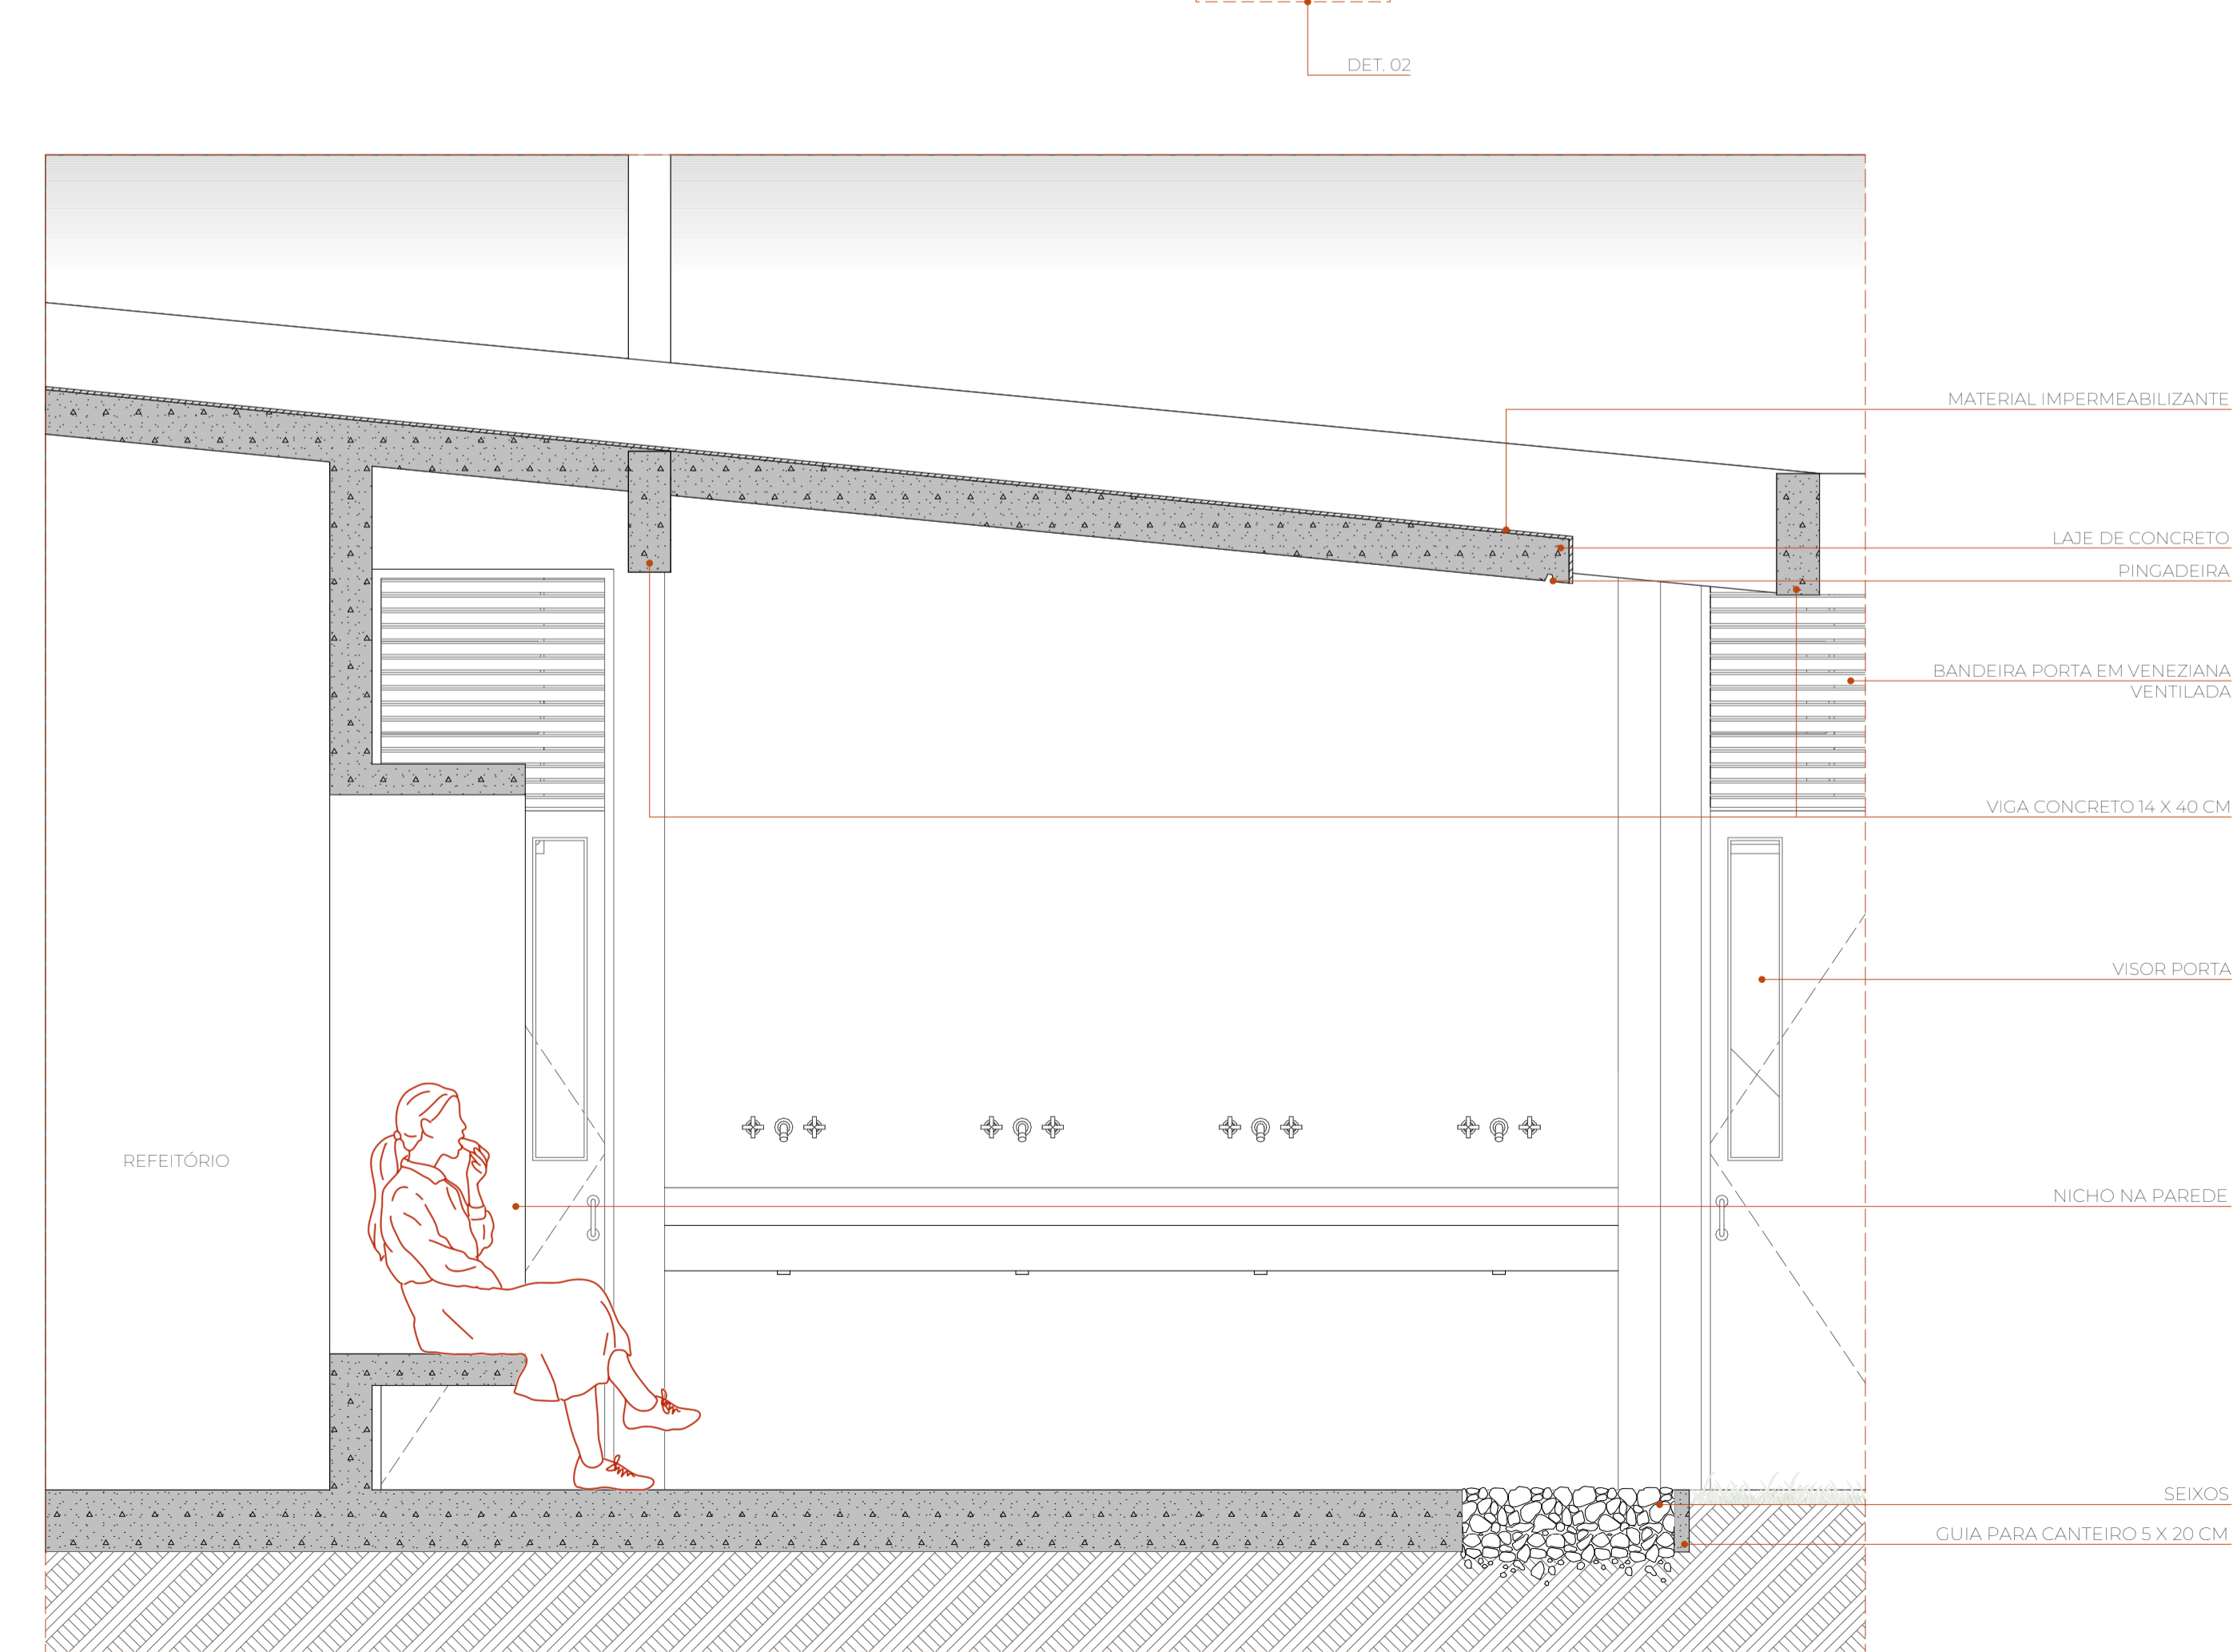 DET. 02
MATERIAL IMPERMEABILIZANTE
LAJE DE CONCRETO
PINGADEIRA
BANDEIRA PORTA EM VENEZIANA
VENTILADA
VIGA CONCRETO 14 X 40 CM
VISOR PORTA
REFEITÓRIO
NICHO NA PAREDE
SEIXOS
GUIA PARA CANTEIRO 5 X 20 CM